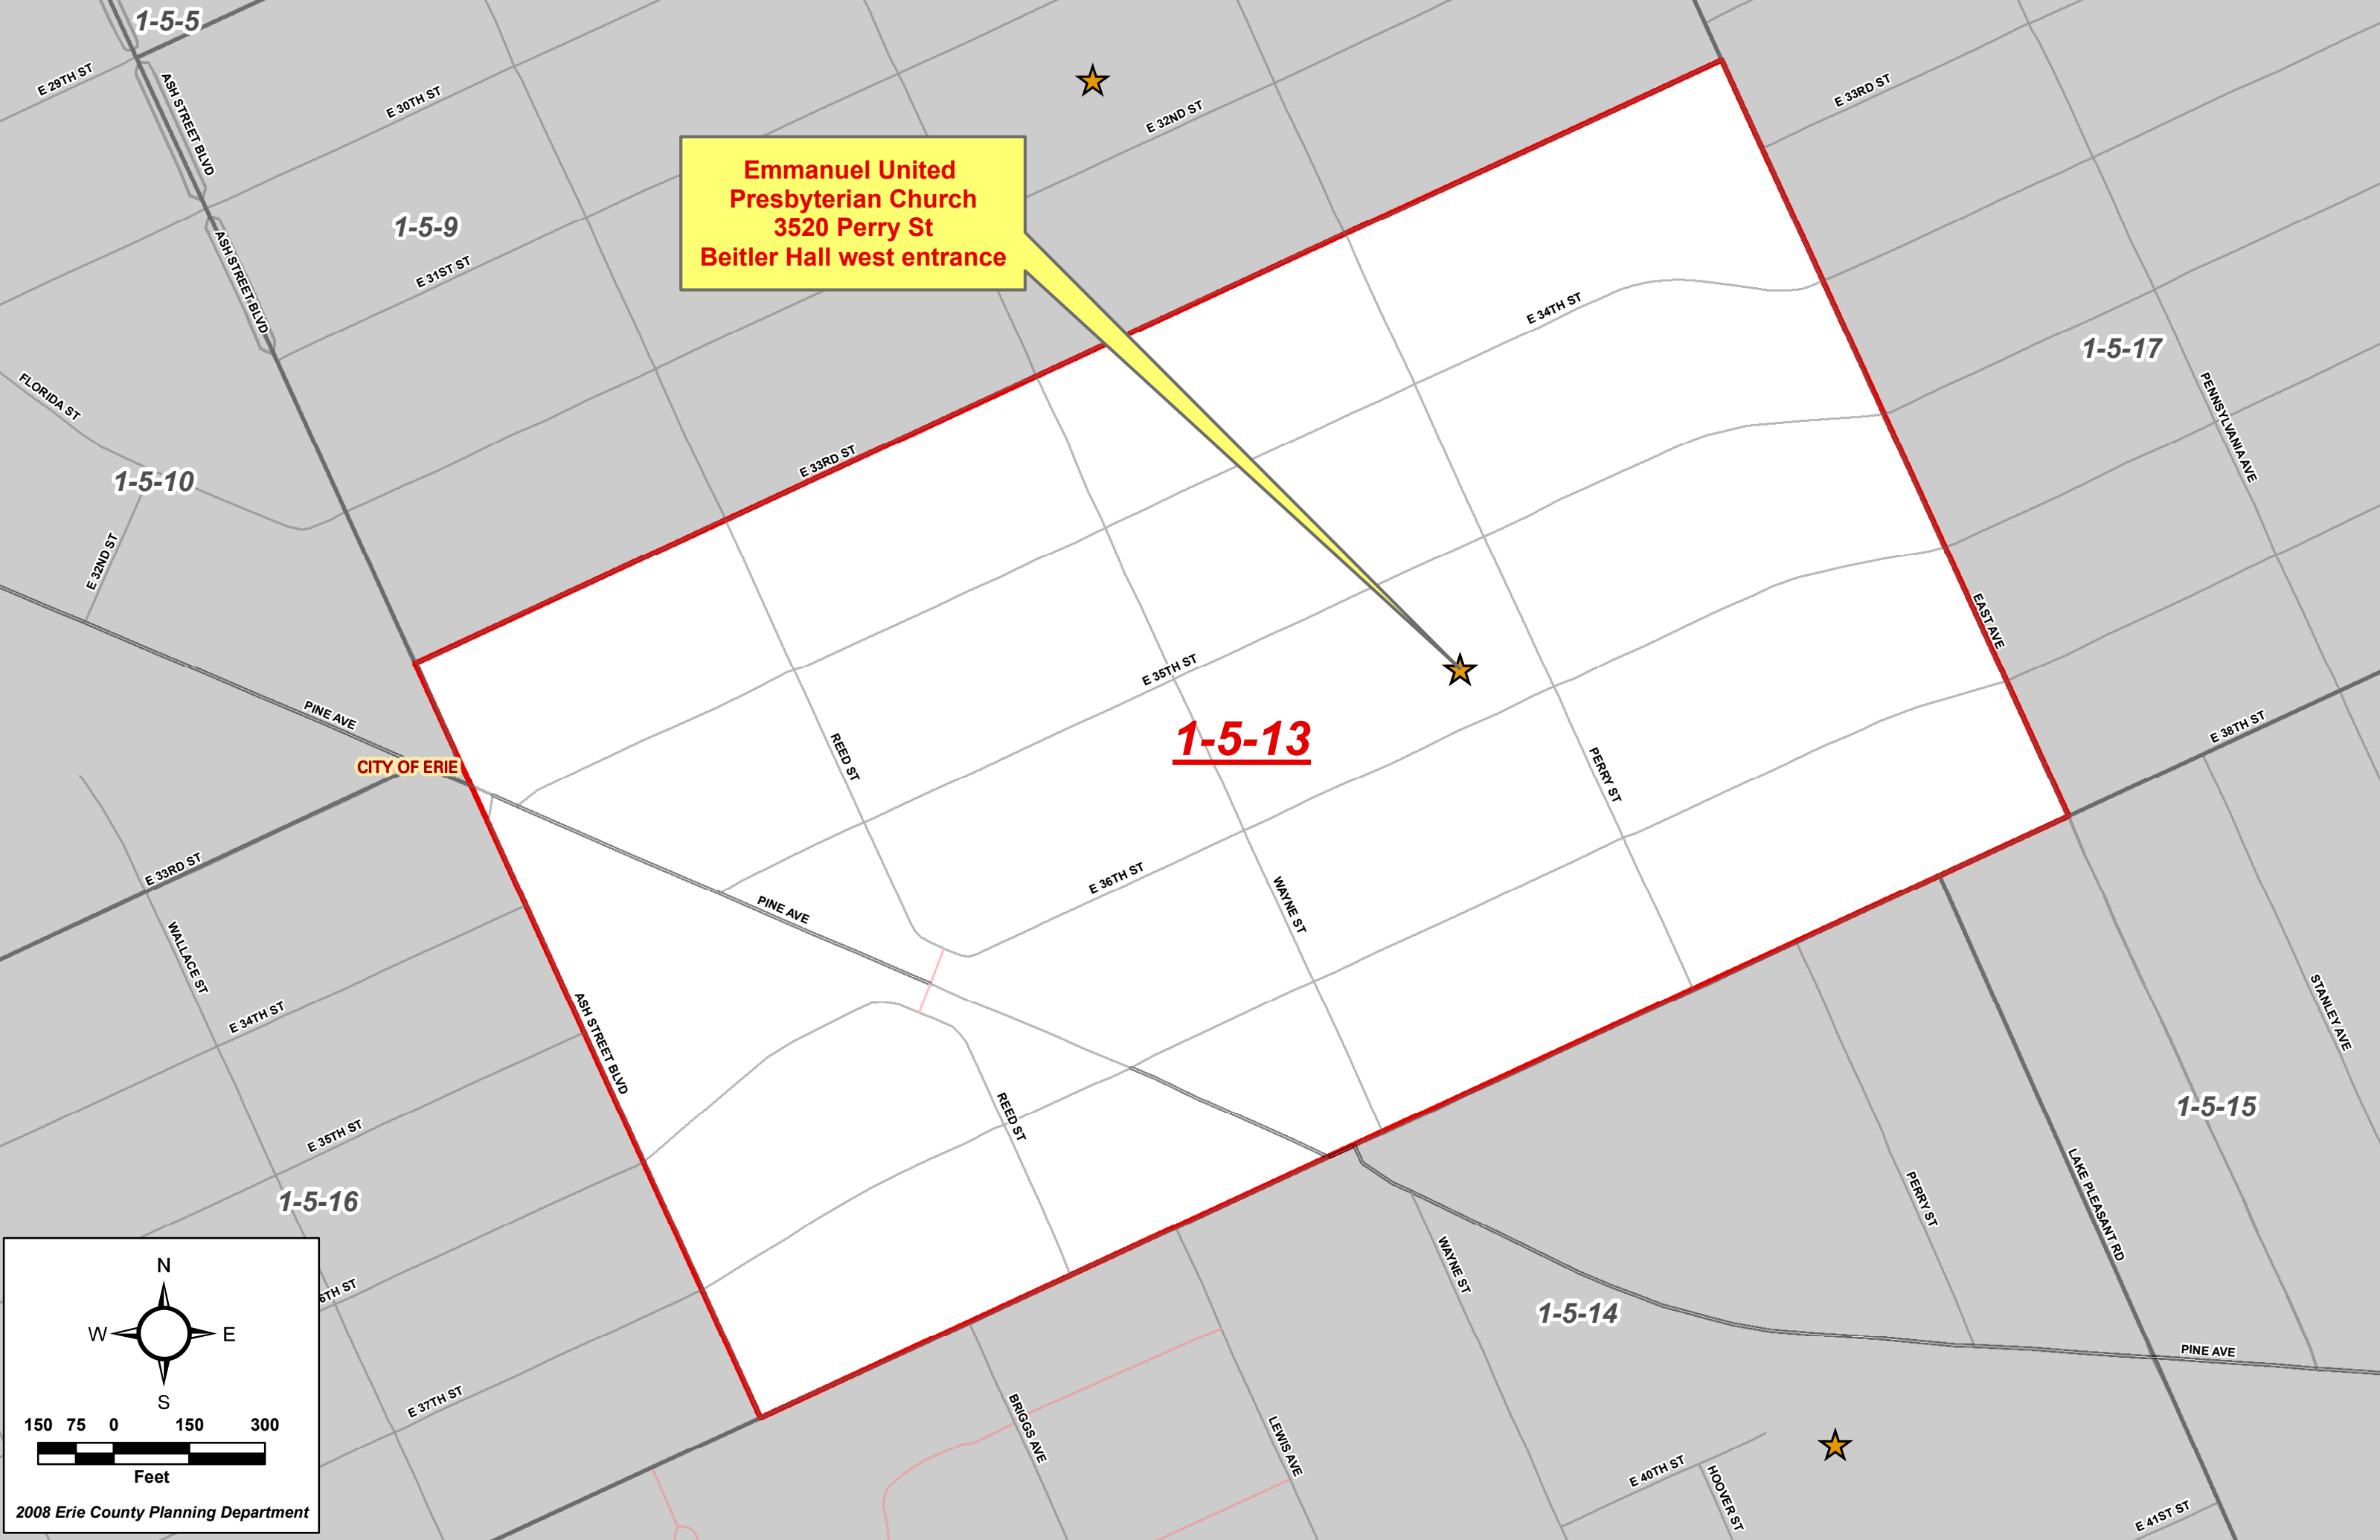 1-5-5
E 29TH ST
ASH STREET BLVD
E 30TH ST
E 32ND ST
E 33RD ST
Emmanuel United
Presbyterian Church
3520 Perry St
Beitler Hall west entrance
1-5-9
ASH STREET BLVD
E 31ST ST
E 34TH ST
1-5-17
FLORIDA ST
PENNSYLVANIA AVE
1-5-10
E 33RD ST
E 32ND ST
EAST AVE
E 35TH ST
PINE AVE
1-5-13
E 38TH ST
REED ST
CITY OF ERIE
PERRY ST
E 33RD ST
E 36TH ST
PINE AVE
WAYNE ST
WALLACE ST
E 34TH ST
ASH STREET BLVD
STANLEY AVE
REED ST
1-5-15
E 35TH ST
1-5-16
PERRY ST
LAKE PLEASANT RD
WAYNE ST
1-5-14
6TH ST
PINE AVE
E 37TH ST
BRIGGS AVE
LEWIS AVE
E 40TH ST
HOOVER ST
E 41ST ST
N
W E
S
150 75 0 150 300
Feet
2008 Erie County Planning Department